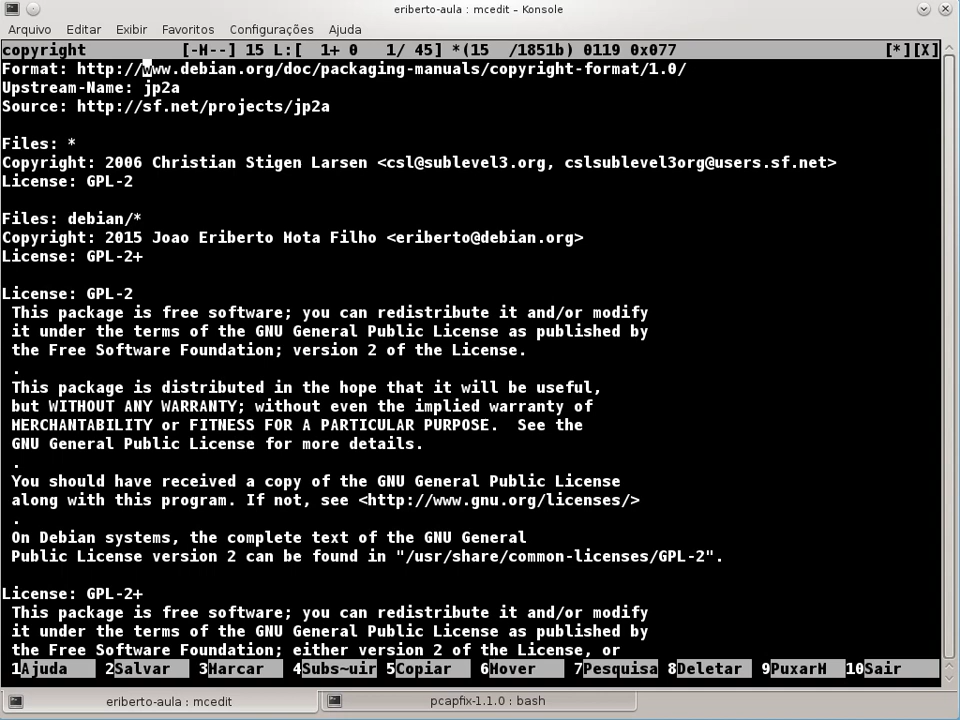 eriberto-aula : mcedit – Konsole
Arquivo Editar Exibir Favoritos Configurações Ajuda
copyright [-H--] 15 L:[ 1+ 0 1/ 45] *(15 /1851b) 0119 0x077 [*][X]
Format: http://www.debian.org/doc/packaging-manuals/copyright-format/1.0/
Upstream-Name: jp2a
Source: http://sf.net/projects/jp2a
Files: *
Copyright: 2006 Christian Stigen Larsen <csl@sublevel3.org, cslsublevel3org@users.sf.net>
License: GPL-2
Files: debian/*
Copyright: 2015 Joao Eriberto Mota Filho <eriberto@debian.org>
License: GPL-2+
License: GPL-2
This package is free software; you can redistribute it and/or modify
it under the terms of the GNU General Public License as published by
the Free Software Foundation; version 2 of the License.
.
This package is distributed in the hope that it will be useful,
but WITHOUT ANY WARRANTY; without even the implied warranty of
MERCHANTABILITY or FITNESS FOR A PARTICULAR PURPOSE.  See the
GNU General Public License for more details.
.
You should have received a copy of the GNU General Public License
along with this program. If not, see <http://www.gnu.org/licenses/>
.
On Debian systems, the complete text of the GNU General
Public License version 2 can be found in "/usr/share/common-licenses/GPL-2".
License: GPL-2+
This package is free software; you can redistribute it and/or modify
it under the terms of the GNU General Public License as published by
the Free Software Foundation; either version 2 of the License, or
1Ajuda 2Salvar 3Marcar 4Subs~uir 5Copiar 6Mover 7Pesquisa 8Deletar 9PuxarM 10Sair
eriberto-aula : mcedit pcapfix-1.1.0 : bash